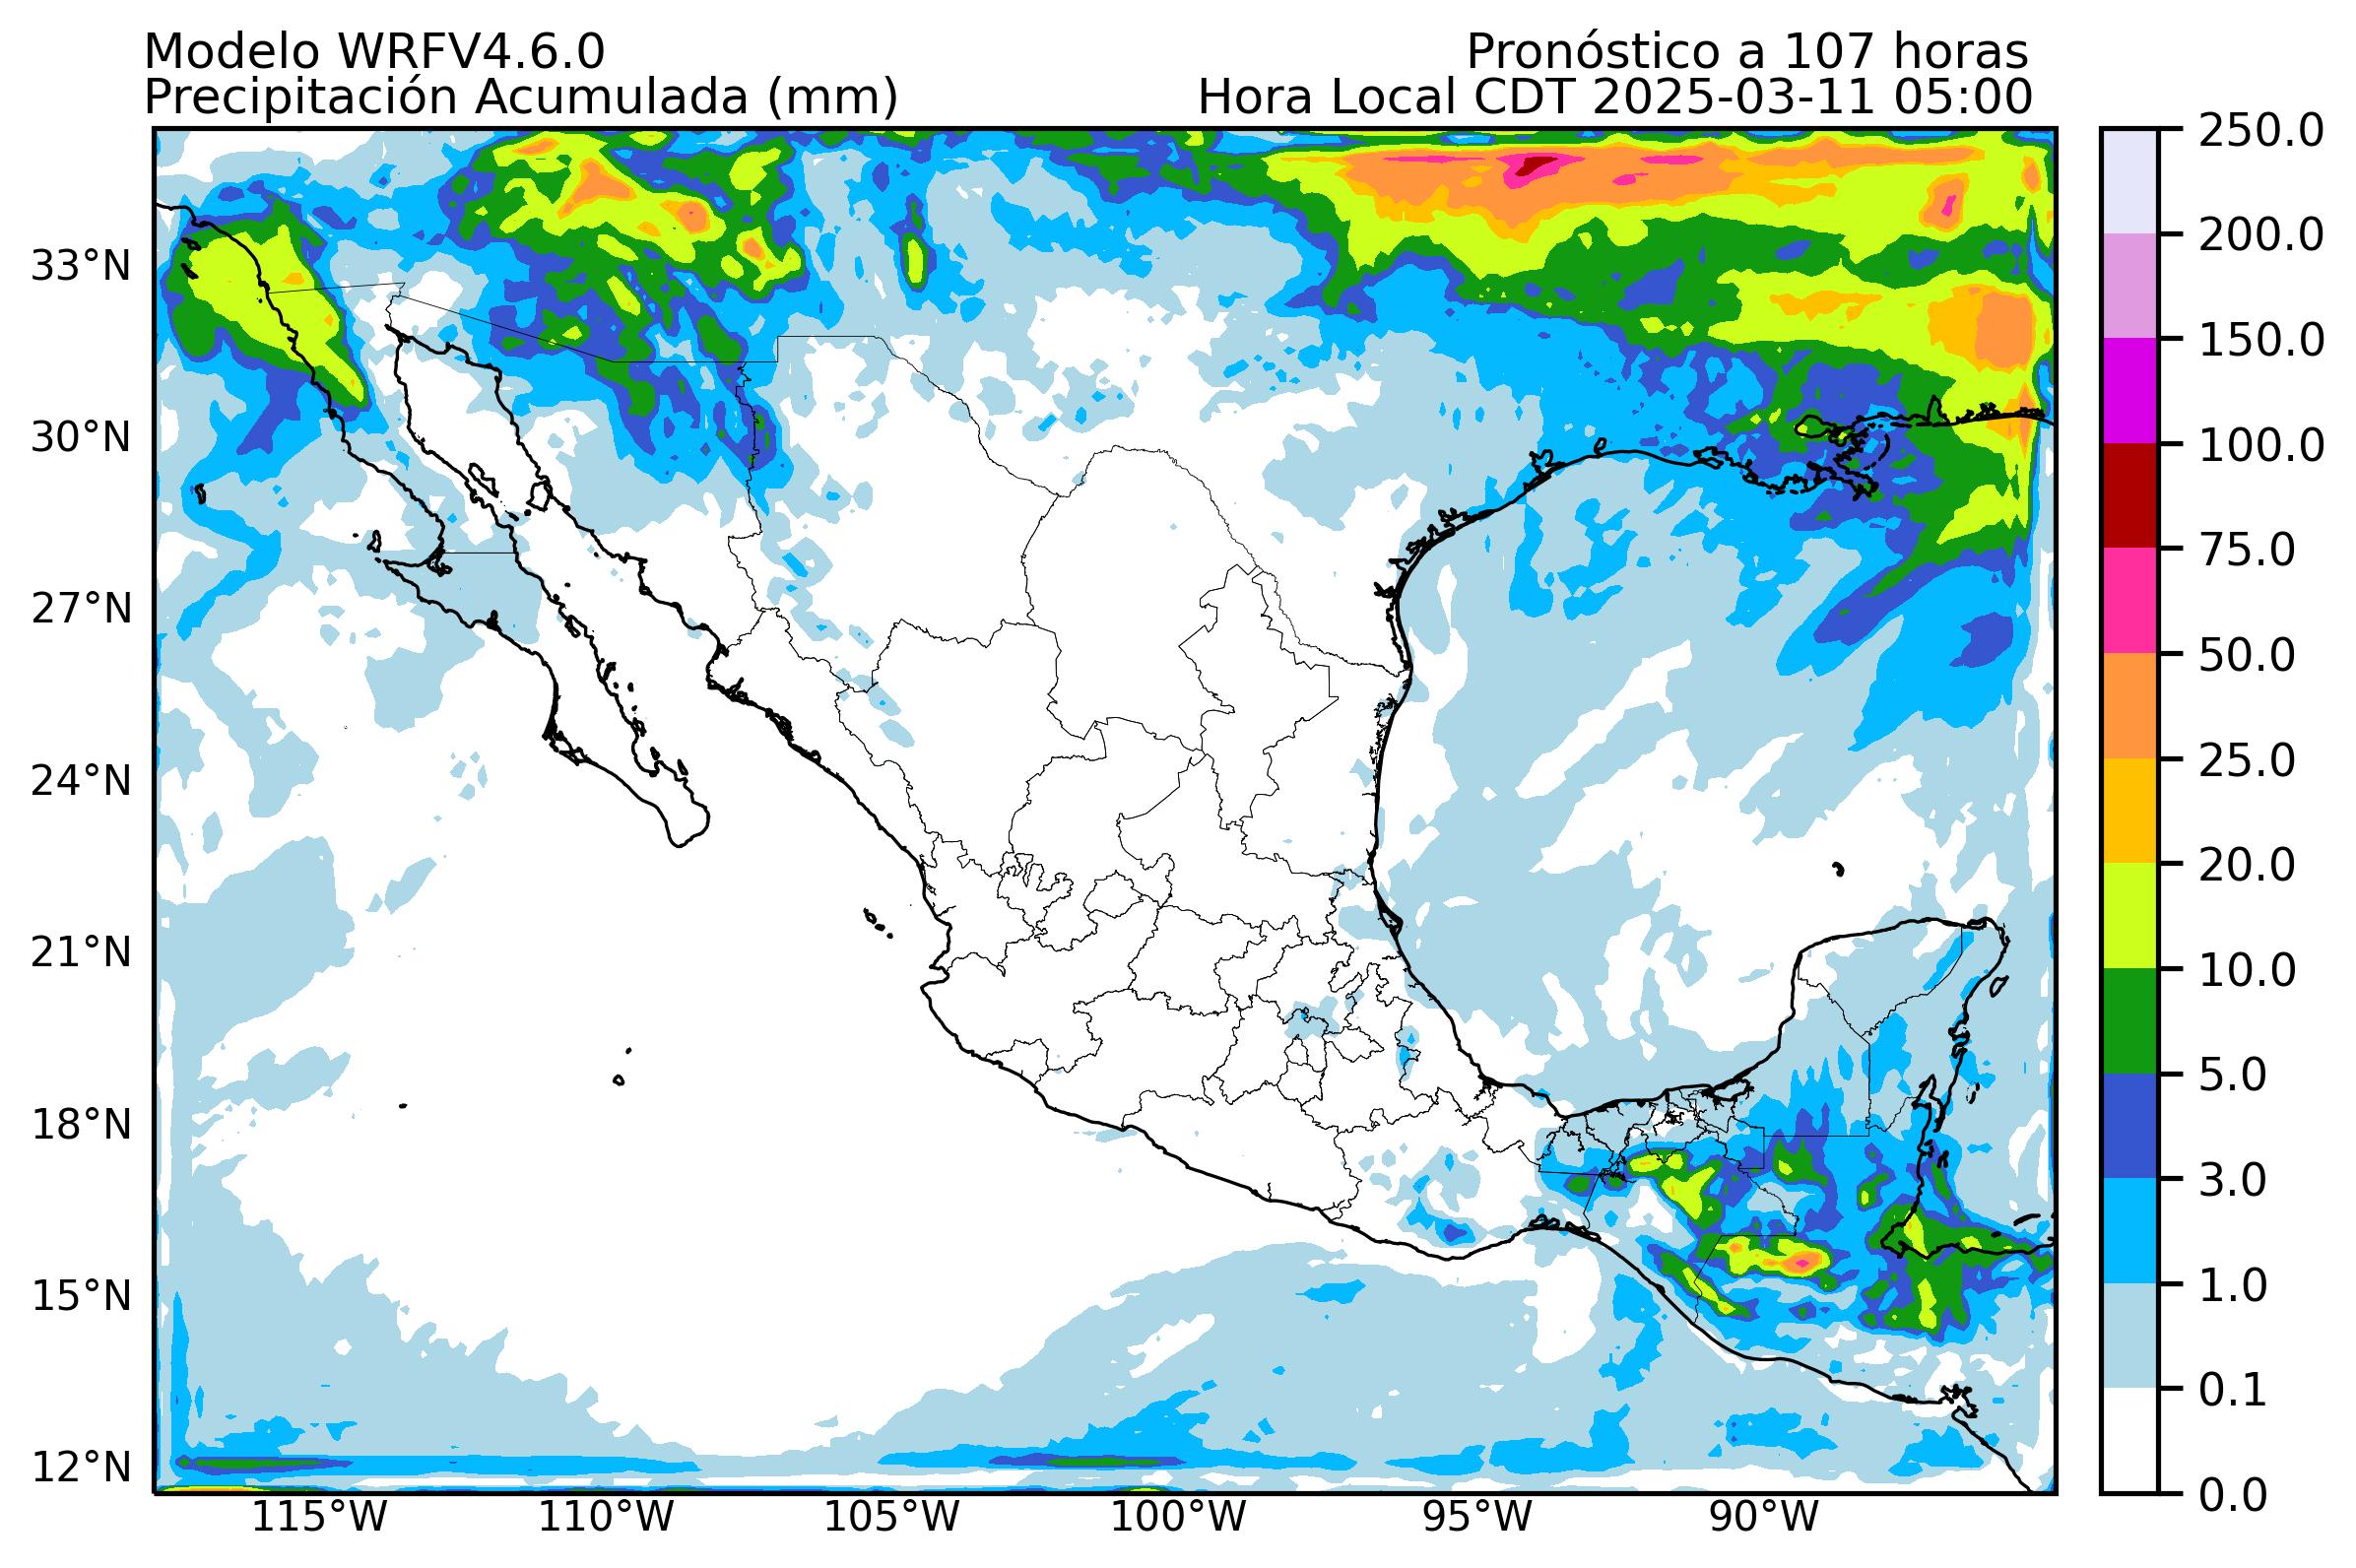 Modelo WRFV4.6.0
Pronóstico a 107 horas
Precipitación Acumulada (mm)
Hora Local CDT 2025-03-11 05:00
250.0
200.0
150.0
100.0
75.0
50.0
25.0
20.0
10.0
5.0
3.0
1.0
0.1
0.0
33°N
30°N
27°N
24°N
21°N
18°N
15°N
12°N
115°W
110°W
105°W
100°W
95°W
90°W